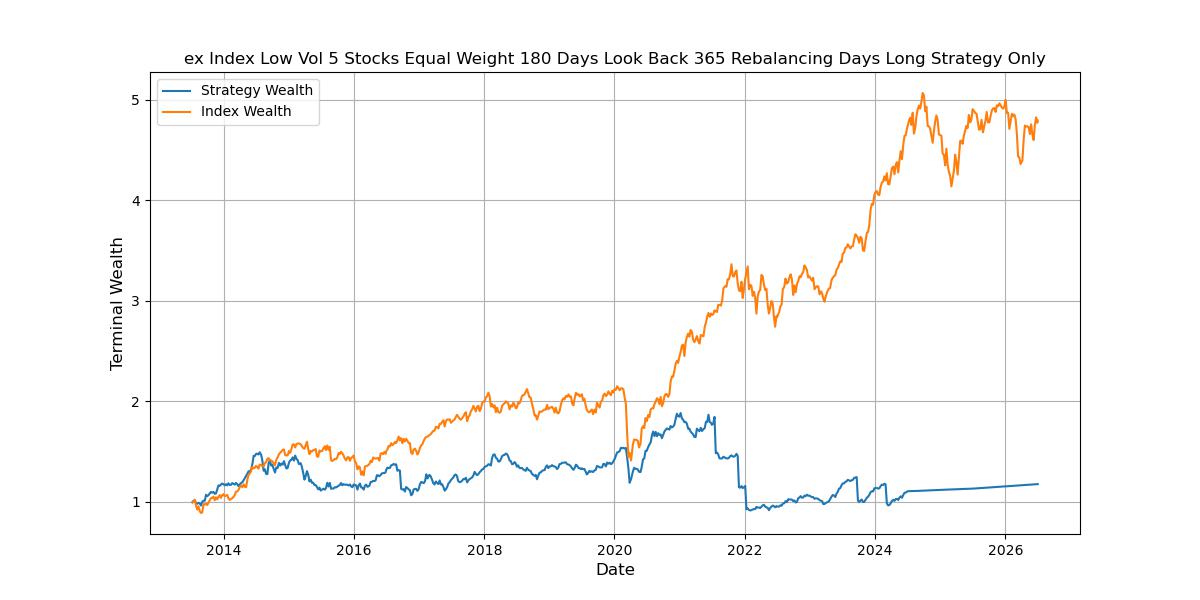 ex Index Low Vol 5 Stocks Equal Weight 180 Days Look Back 365 Rebalancing Days Long Strategy Only
Strategy Wealth
Index Wealth
Terminal Wealth
5
4
3
2
1
2014
2016
2018
2020
2022
2024
2026
Date